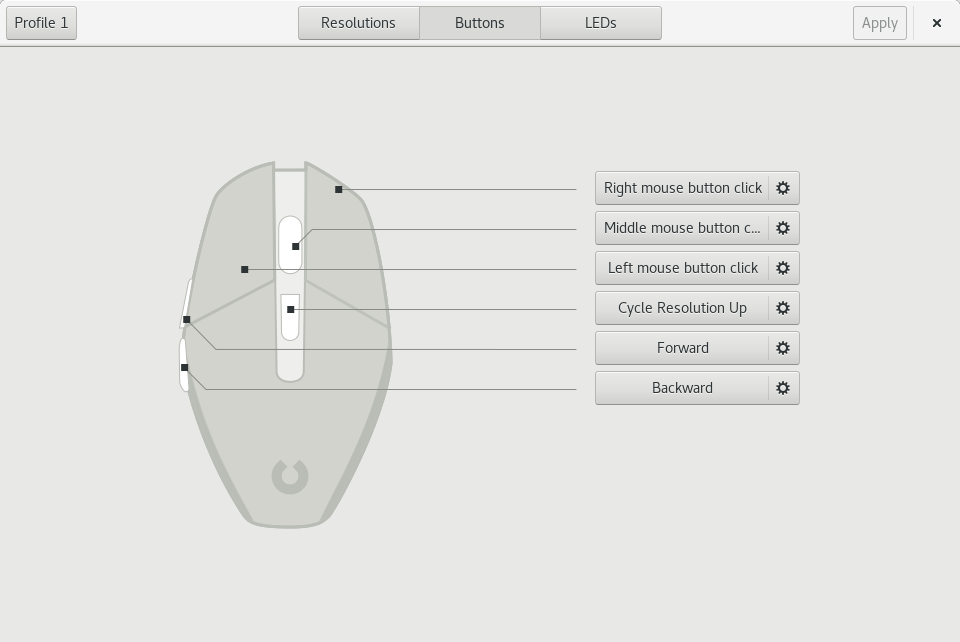 Profile 1
Resolutions
Buttons
LEDs
Apply
Right mouse button click
Middle mouse button c...
Left mouse button click
Cycle Resolution Up
Forward
Backward